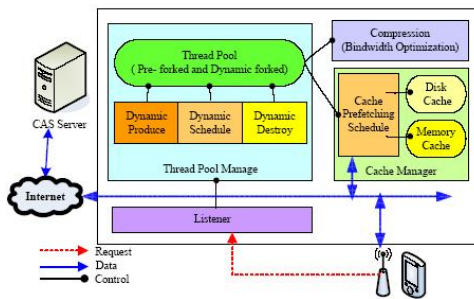 Thread Pool
( Pre- forked and Dynamic forked)
Compression
(Bindwidth Optimization)
CAS Server
Dynamic
Produce
Dynamic
Schedule
Dynamic
Destroy
Cache
Prefetching
Schedule
Disk
Cache
Memory
Cache
Thread Pool Manage
Cache Manager
Internet
Listener
Request
Data
Control